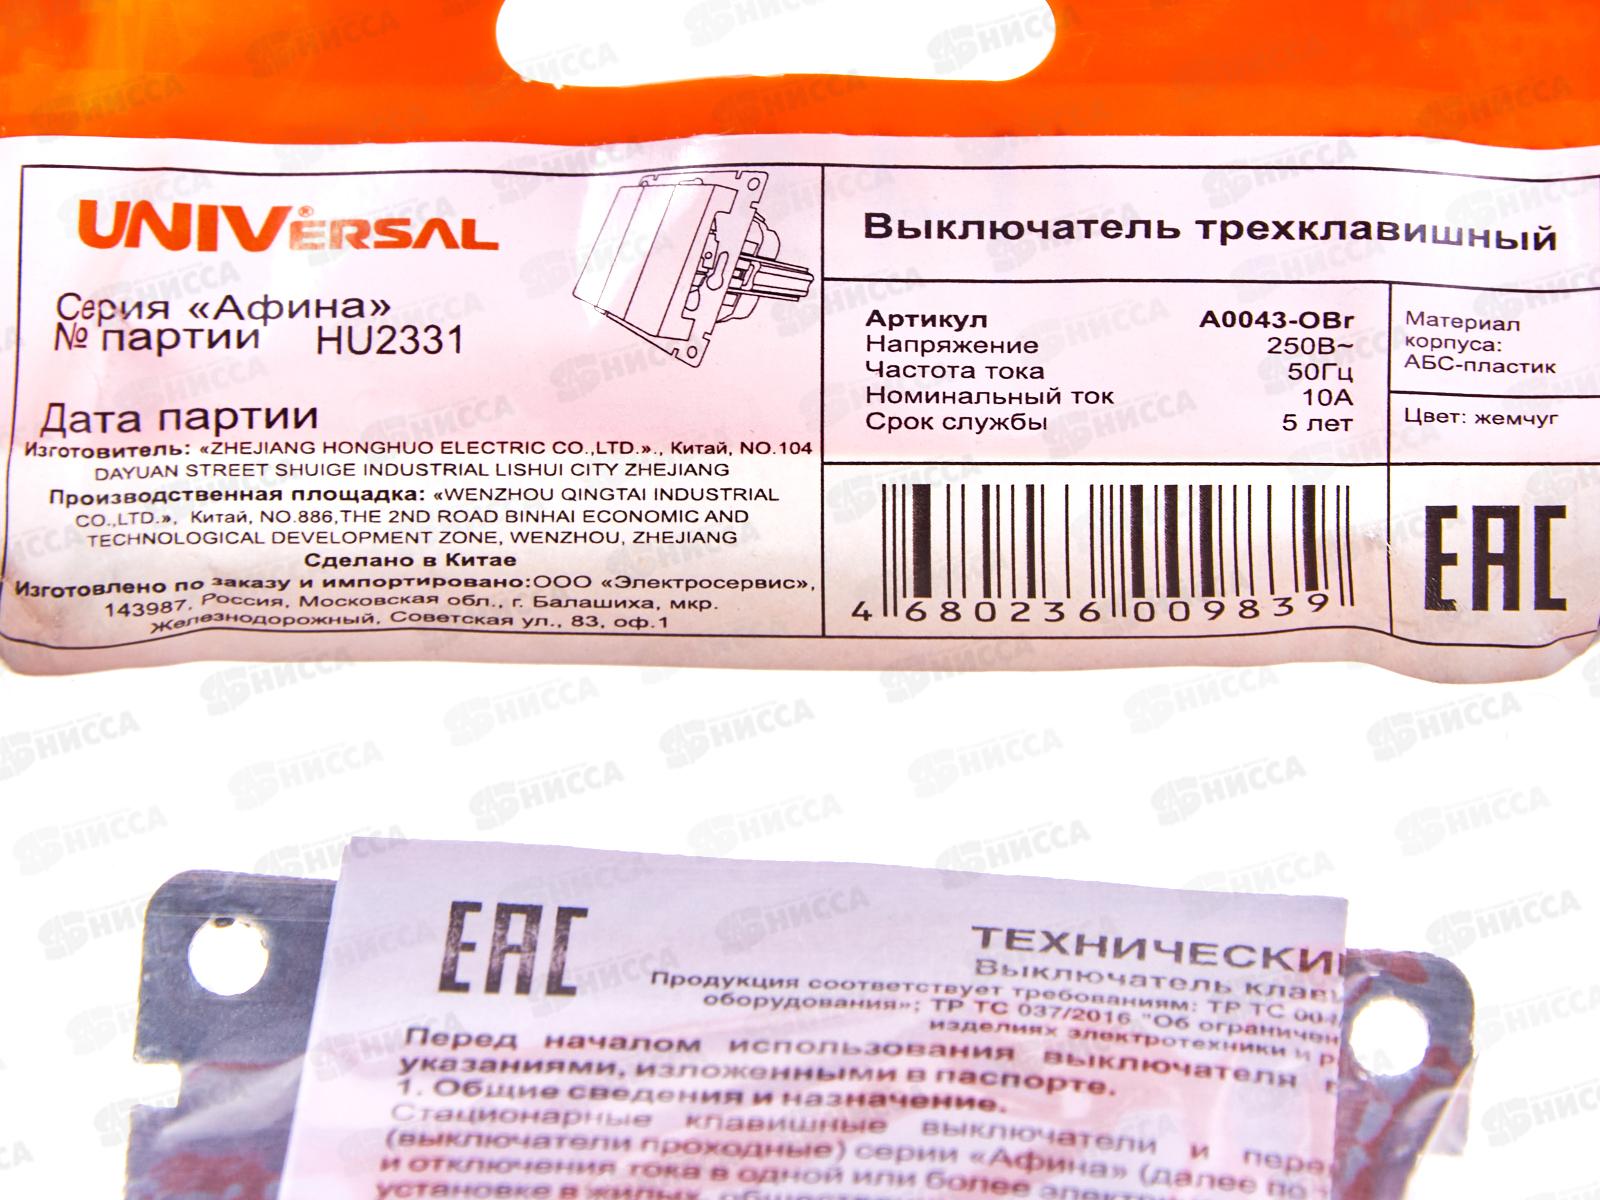 UNIVERSAL
Серия «Афина»
№ партии HU2331
Дата партии
Изготовитель: «ZHEJIANG HONGHUO ELECTRIC CO.,LTD.»., Китай, NO.104
DAYUAN STREET SHUIGE INDUSTRIAL LISHUI CITY ZHEJIANG
Производственная площадка: «WENZHOU QINGTAI INDUSTRIAL
CO.,LTD.», Китай, NO.886,THE 2ND ROAD BINHAI ECONOMIC AND
TECHNOLOGICAL DEVELOPMENT ZONE, WENZHOU, ZHEJIANG
Сделано в Китае
Изготовлено по заказу и импортировано:ООО «Электросервис»,
143987, Россия, Московская обл., г. Балашиха, мкр.
Железнодорожный, Советская ул., 83, оф.1
Выключатель трехклавишный
Артикул A0043-OBr
Напряжение 250В~
Частота тока 50Гц
Номинальный ток 10А
Срок службы 5 лет
Материал
корпуса:
АБС-пластик
Цвет: жемчуг
4 680236 009839
EAC
EAC
ТЕХНИЧЕСКИ
Выключатель клави
Продукция соответствует требованиям: ТР ТС 004
оборудования»; ТР ТС 037/2016 "Об ограничен
изделиях электротехники и р
Перед началом использования выключателя
указаниями, изложенными в паспорте.
1. Общие сведения и назначение.
Стационарные клавишные выключатели и пере
(выключатели проходные) серии «Афина» (далее по
и отключения тока в одной или более электри
установке в жилых, обществен